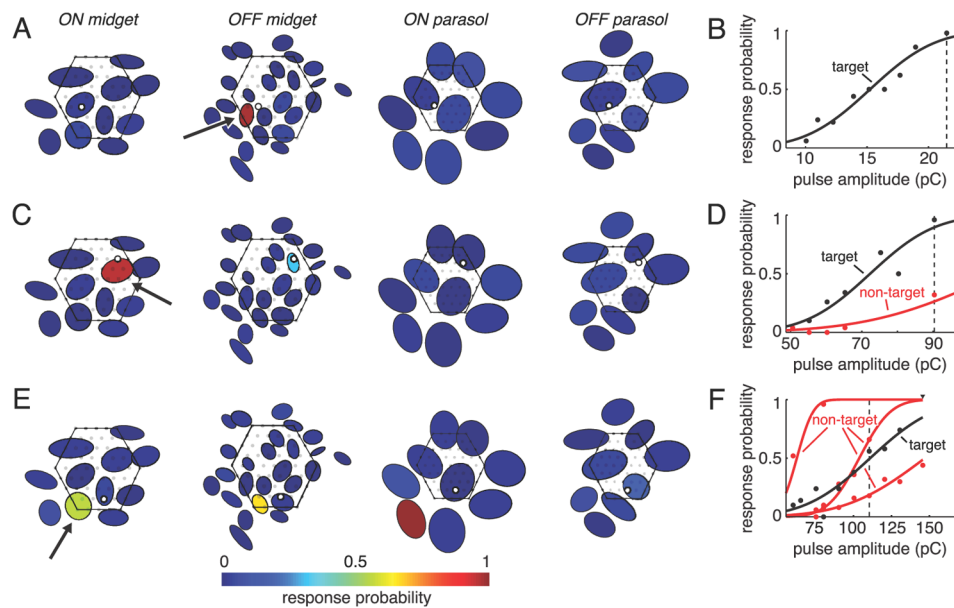 ON midget OFF midget ON parasol OFF parasol
A
B
response probability
1
0.5
0
target
10 15 20
pulse amplitude (pC)
C
D
response probability
1
0.5
0
target
non-target
50 70 90
pulse amplitude (pC)
E
F
response probability
1
0.5
0
non-target
target
75 100 125 150
pulse amplitude (pC)
0 0.5 1
response probability